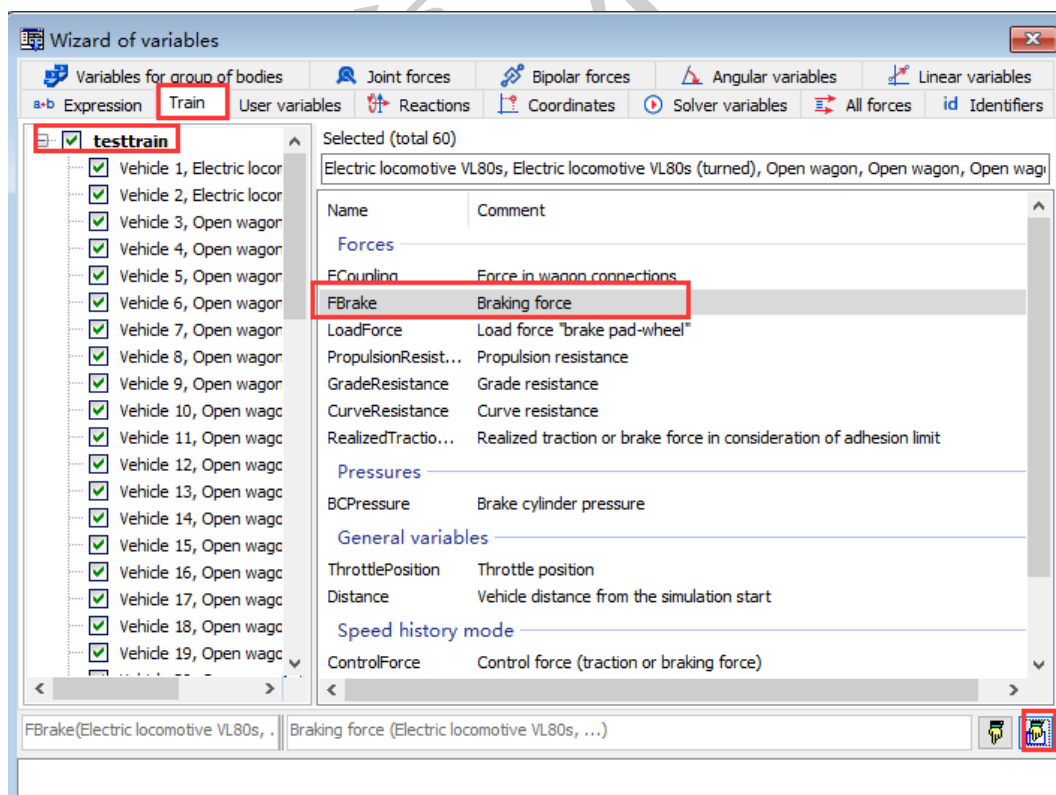 Wizard of variables
Variables for group of bodies Joint forces Bipolar forces Angular variables Linear variables
a+b Expression Train User variables Reactions Coordinates Solver variables All forces id Identifiers
testtrain
Selected (total 60)
Vehicle 1, Electric locor
Electric locomotive VL80s, Electric locomotive VL80s (turned), Open wagon, Open wagon, Open wag
Vehicle 2, Electric locor
Name Comment
Vehicle 3, Open wagon
Forces
Vehicle 4, Open wagon
Vehicle 5, Open wagon
FCoupling Force in wagon connections
Vehicle 6, Open wagon
FBrake Braking force
Vehicle 7, Open wagon
LoadForce Load force "brake pad-wheel"
Vehicle 8, Open wagon
PropulsionResist... Propulsion resistance
Vehicle 9, Open wagon
GradeResistance Grade resistance
Vehicle 10, Open wago
CurveResistance Curve resistance
Vehicle 11, Open wago
RealizedTractio... Realized traction or brake force in consideration of adhesion limit
Vehicle 12, Open wago
Pressures
Vehicle 13, Open wago
BCPressure Brake cylinder pressure
Vehicle 14, Open wago
General variables
Vehicle 15, Open wago
Vehicle 16, Open wago
ThrottlePosition Throttle position
Vehicle 17, Open wago
Distance Vehicle distance from the simulation start
Vehicle 18, Open wago
Speed history mode
Vehicle 19, Open wago
ControlForce Control force (traction or braking force)
FBrake(Electric locomotive VL80s, . Braking force (Electric locomotive VL80s, ...)